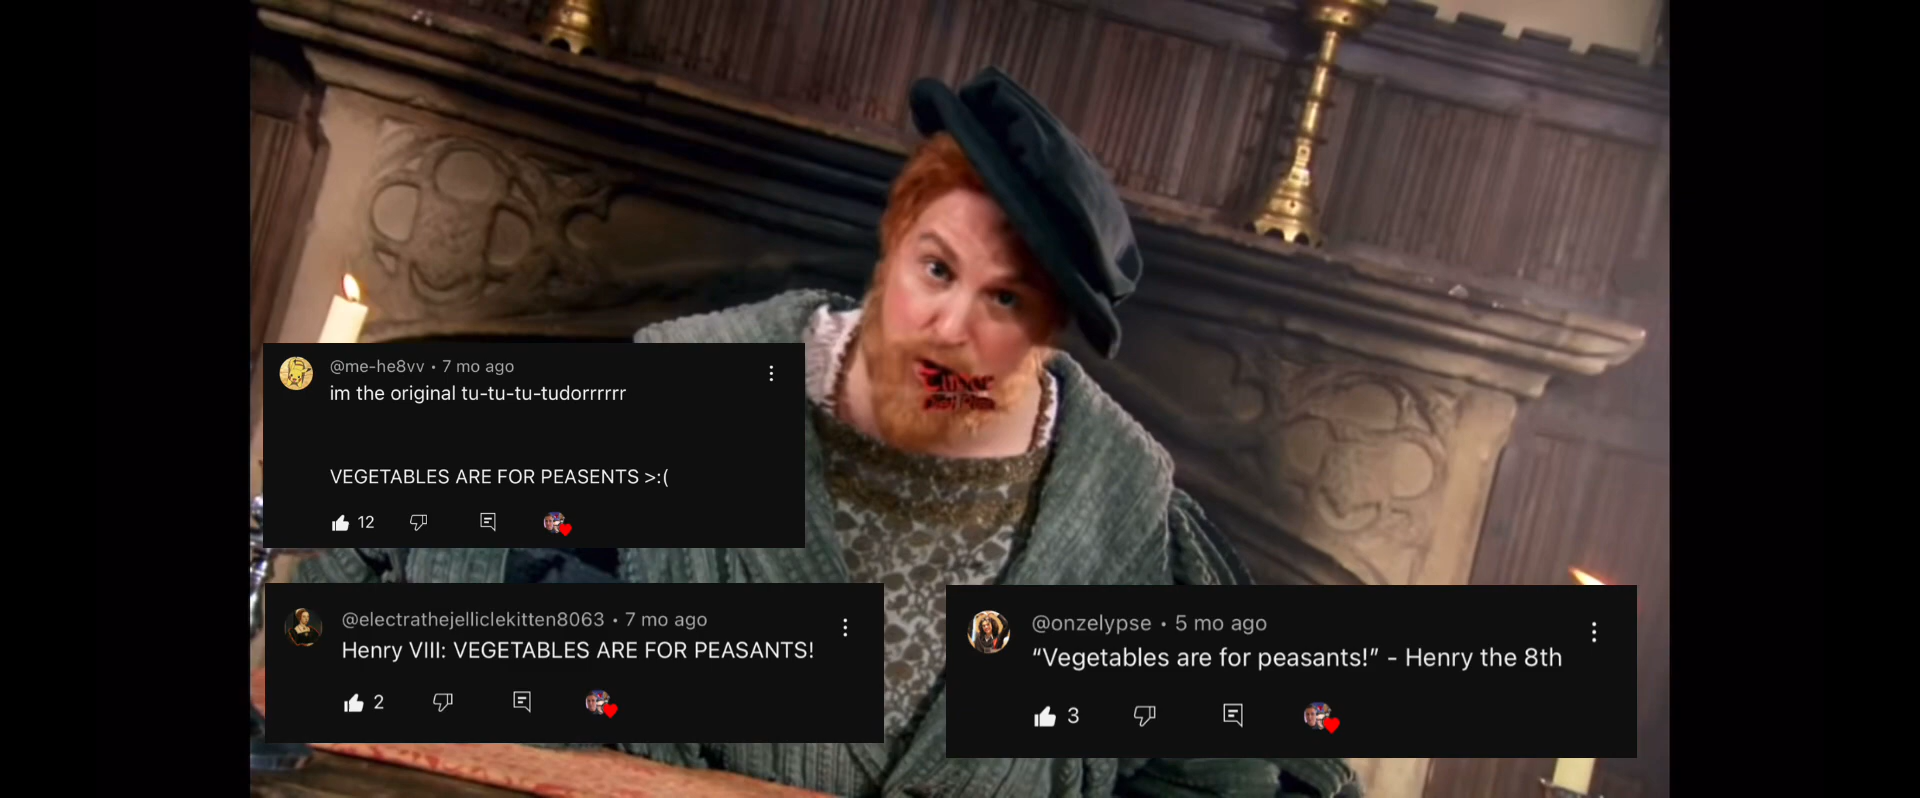 @me-he8vv • 7 mo ago
im the original tu-tu-tu-tudorrrrrr
VEGETABLES ARE FOR PEASENTS >:(
12
@electrathejelliclekitten8063 • 7 mo ago
Henry VIII: VEGETABLES ARE FOR PEASANTS!
2
@onzelypse • 5 mo ago
“Vegetables are for peasants!” - Henry the 8th
3